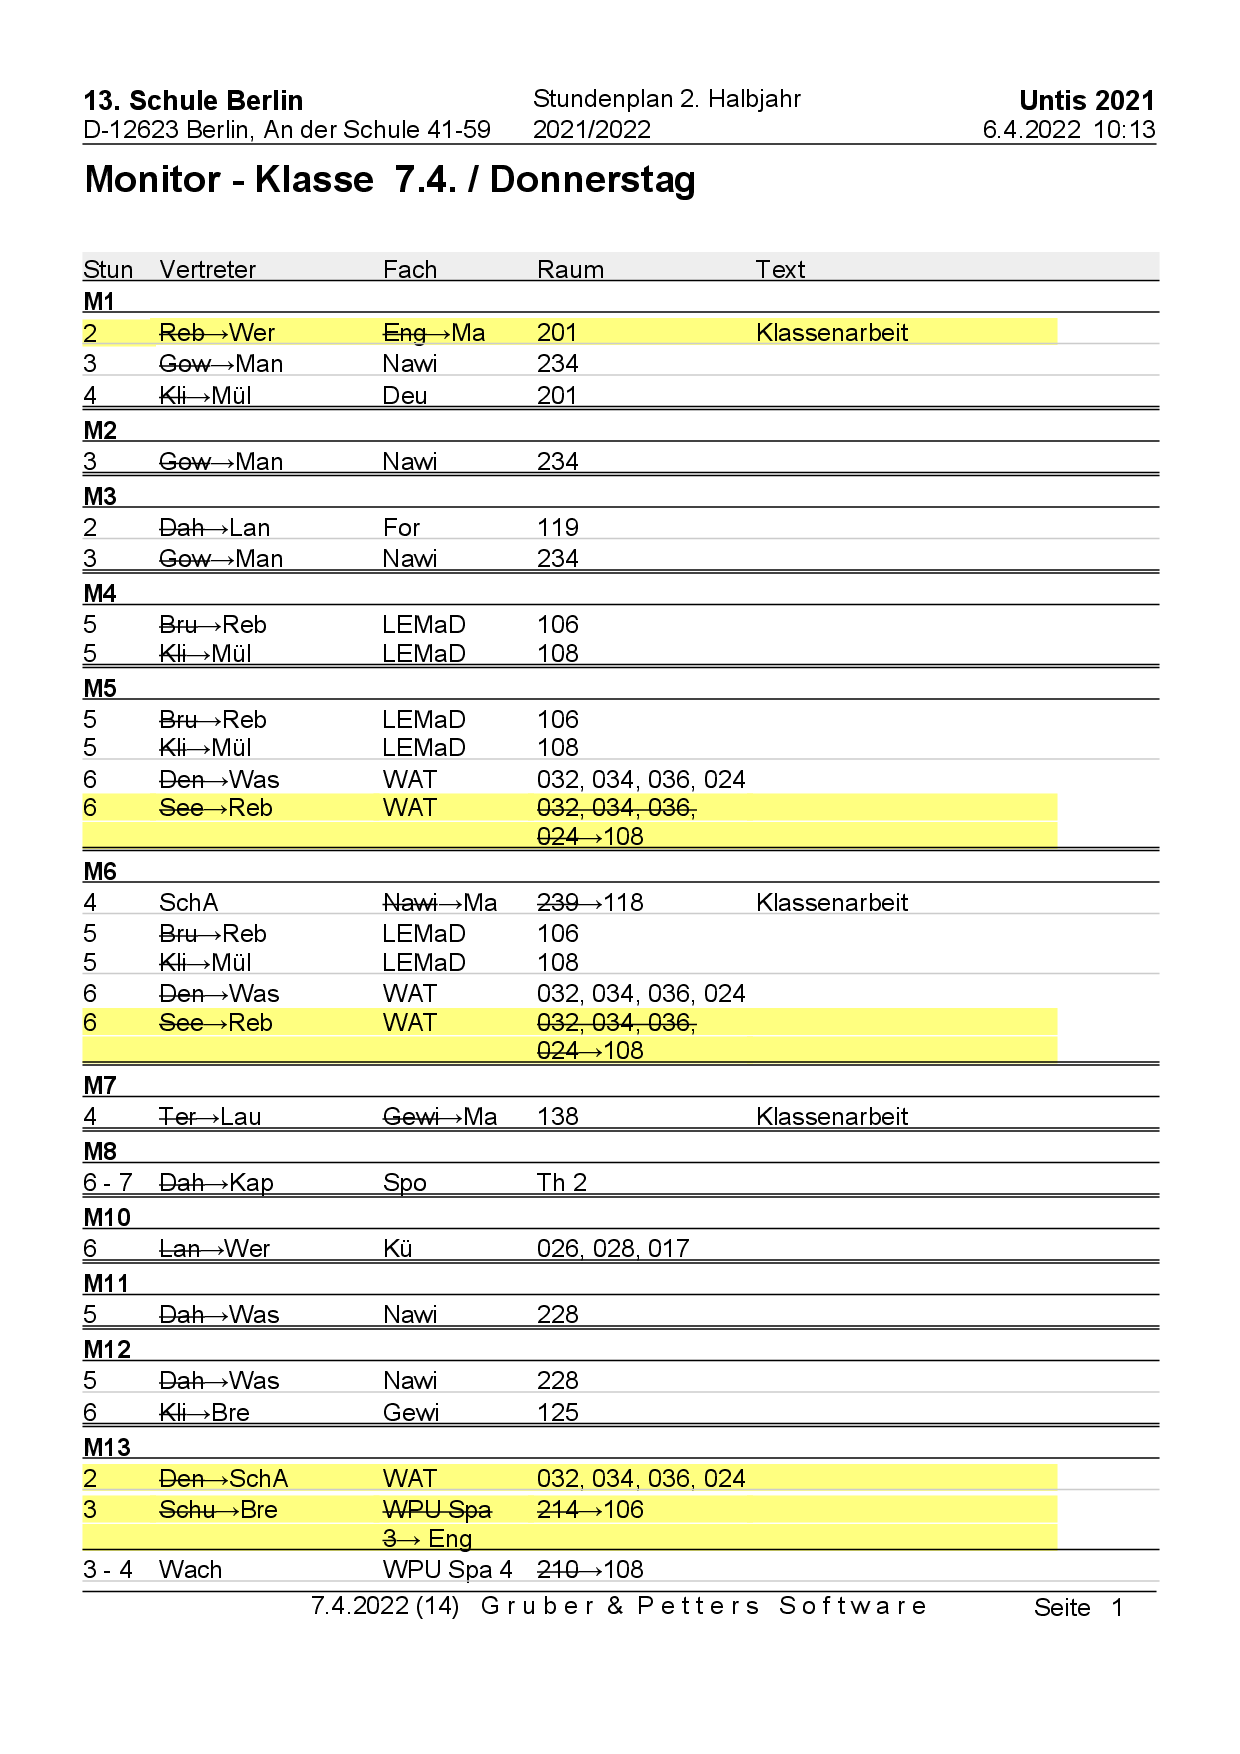 13. Schule Berlin Stundenplan 2. Halbjahr Untis 2021
D-12623 Berlin, An der Schule 41-59 2021/2022 6.4.2022 10:13
Monitor - Klasse 7.4. / Donnerstag
Stun Vertreter Fach Raum Text
M1
2 Reb→Wer Eng→Ma 201 Klassenarbeit
3 Gow→Man Nawi 234
4 Kli→Mül Deu 201
M2
3 Gow→Man Nawi 234
M3
2 Dah→Lan For 119
3 Gow→Man Nawi 234
M4
5 Bru→Reb LEMaD 106
5 Kli→Mül LEMaD 108
M5
5 Bru→Reb LEMaD 106
5 Kli→Mül LEMaD 108
6 Den→Was WAT 032, 034, 036, 024
6 See→Reb WAT 032, 034, 036,
024→108
M6
4 SchA Nawi→Ma 239→118 Klassenarbeit
5 Bru→Reb LEMaD 106
5 Kli→Mül LEMaD 108
6 Den→Was WAT 032, 034, 036, 024
6 See→Reb WAT 032, 034, 036,
024→108
M7
4 Ter→Lau Gewi→Ma 138 Klassenarbeit
M8
6 - 7 Dah→Kap Spo Th 2
M10
6 Lan→Wer Kü 026, 028, 017
M11
5 Dah→Was Nawi 228
M12
5 Dah→Was Nawi 228
6 Kli→Bre Gewi 125
M13
2 Den→SchA WAT 032, 034, 036, 024
3 Schu→Bre WPU Spa 214→106
3→ Eng
3 - 4 Wach WPU Spa 4 210→108
7.4.2022 (14) Gruber & Petters Software Seite 1